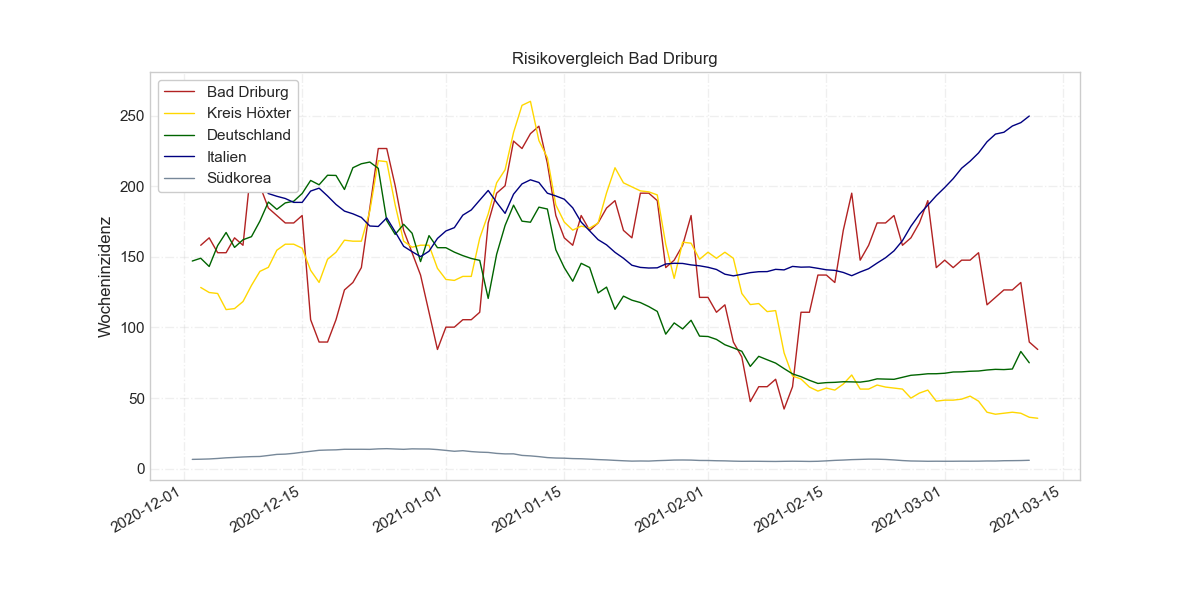 Risikovergleich Bad Driburg
Bad Driburg
Kreis Höxter
Deutschland
Italien
Südkorea
Wocheninzidenz
250
200
150
100
50
0
2020-12-01
2020-12-15
2021-01-01
2021-01-15
2021-02-01
2021-02-15
2021-03-01
2021-03-15